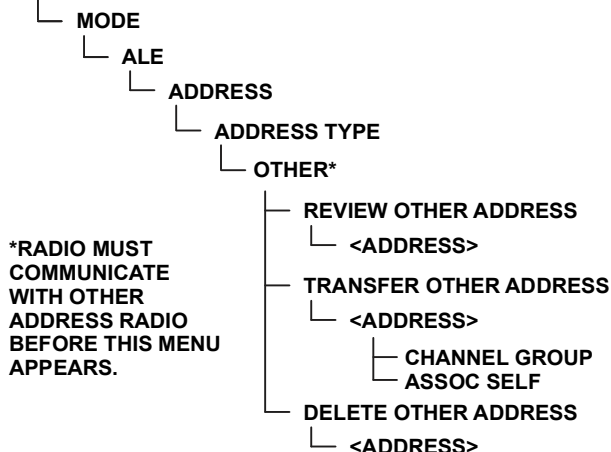 MODE
ALE
ADDRESS
ADDRESS TYPE
OTHER*
REVIEW OTHER ADDRESS
<ADDRESS>
TRANSFER OTHER ADDRESS
<ADDRESS>
CHANNEL GROUP
ASSOC SELF
DELETE OTHER ADDRESS
<ADDRESS>
*RADIO MUST
COMMUNICATE
WITH OTHER
ADDRESS RADIO
BEFORE THIS MENU
APPEARS.